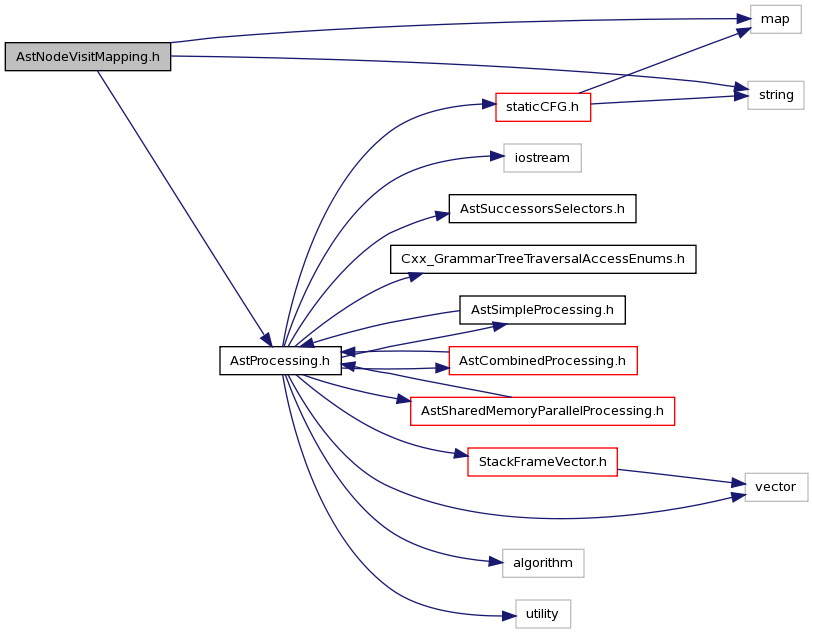 map
AstNodeVisitMapping.h
string
staticCFG.h
iostream
AstSuccessorsSelectors.h
Cxx_GrammarTreeTraversalAccessEnums.h
AstSimpleProcessing.h
AstProcessing.h
AstCombinedProcessing.h
AstSharedMemoryParallelProcessing.h
StackFrameVector.h
vector
algorithm
utility